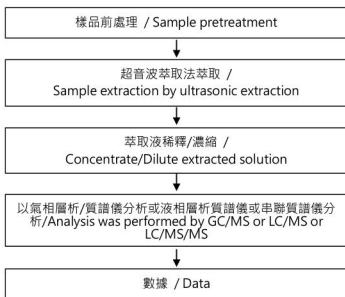 樣品前處理 / Sample pretreatment
超音波萃取法萃取 /
Sample extraction by ultrasonic extraction
萃取液稀釋/濃縮 /
Concentrate/Dilute extracted solution
以氣相層析/質譜儀分析或液相層析質譜儀或串聯質譜儀分
析/Analysis was performed by GC/MS or LC/MS or
LC/MS/MS
數據 / Data